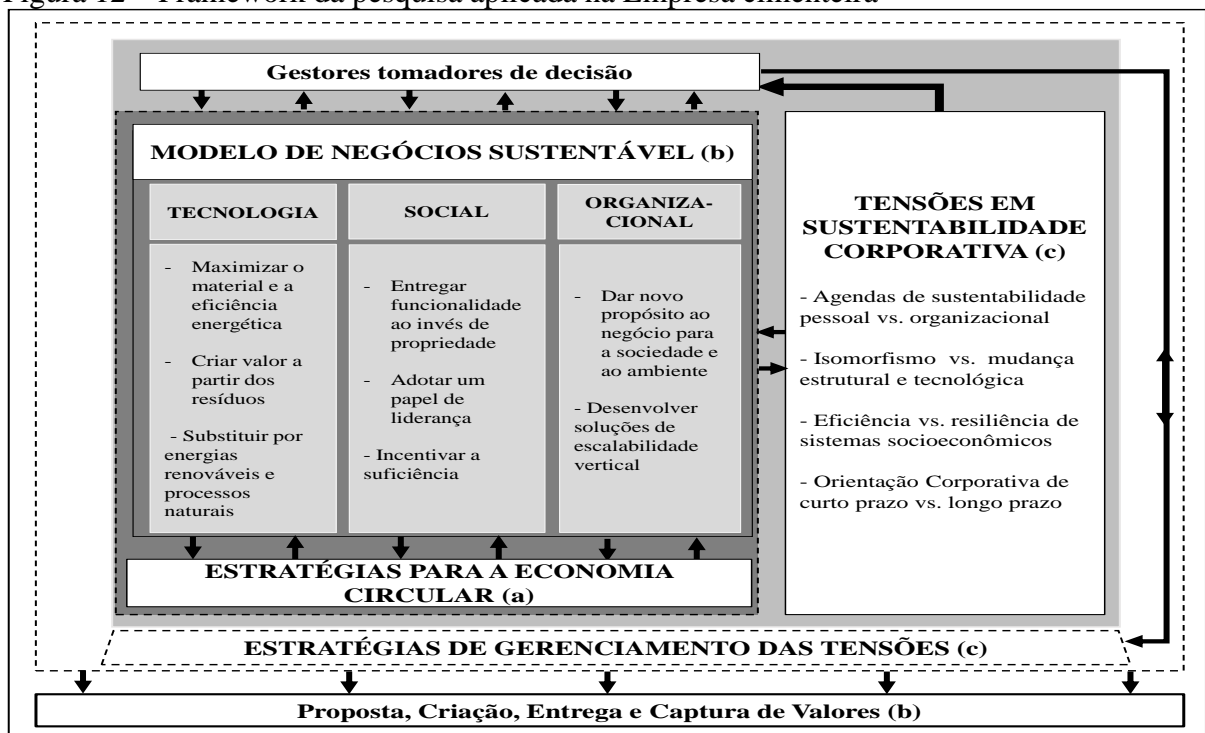 Figura 12 – Framework da pesquisa aplicada na Empresa cimenteira
Gestores tomadores de decisão
MODELO DE NEGÓCIOS SUSTENTÁVEL (b)
TECNOLOGIA
- Maximizar o
material e a
eficiência
energética
- Criar valor a
partir dos
resíduos
- Substituir por
energias
renováveis e
processos
naturais
SOCIAL
- Entregar
funcionalidade
ao invés de
propriedade
- Adotar um
papel de
liderança
- Incentivar a
suficiência
ORGANIZA-
CIONAL
- Dar novo
propósito ao
negócio para
a sociedade e
ao ambiente
- Desenvolver
soluções de
escalabilidade
vertical
ESTRATÉGIAS PARA A ECONOMIA
CIRCULAR (a)
TENSÕES EM
SUSTENTABILIDADE
CORPORATIVA (c)
- Agendas de sustentabilidade
pessoal vs. organizacional
- Isomorfismo vs. mudança
estrutural e tecnológica
- Eficiência vs. resiliência de
sistemas socioeconômicos
- Orientação Corporativa de
curto prazo vs. longo prazo
ESTRATÉGIAS DE GERENCIAMENTO DAS TENSÕES (c)
Proposta, Criação, Entrega e Captura de Valores (b)